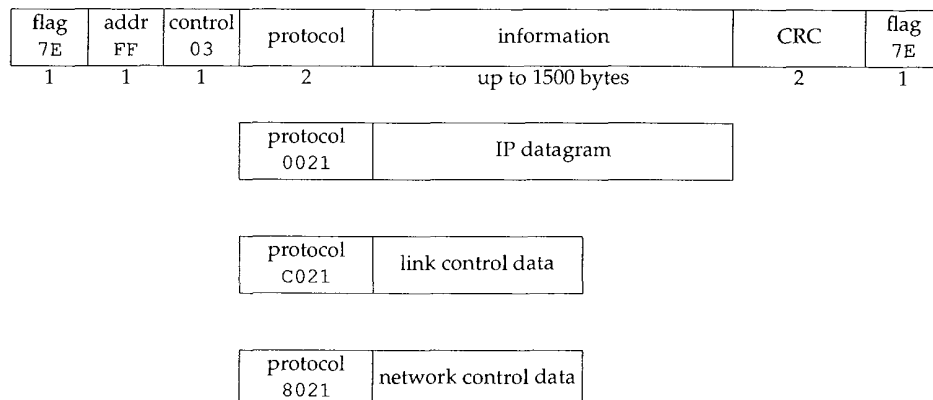 flag addr control protocol information CRC flag
7E FF 03 7E
1 1 1 2 up to 1500 bytes 2 1
protocol IP datagram
0021
protocol link control data
C021
protocol network control data
8021